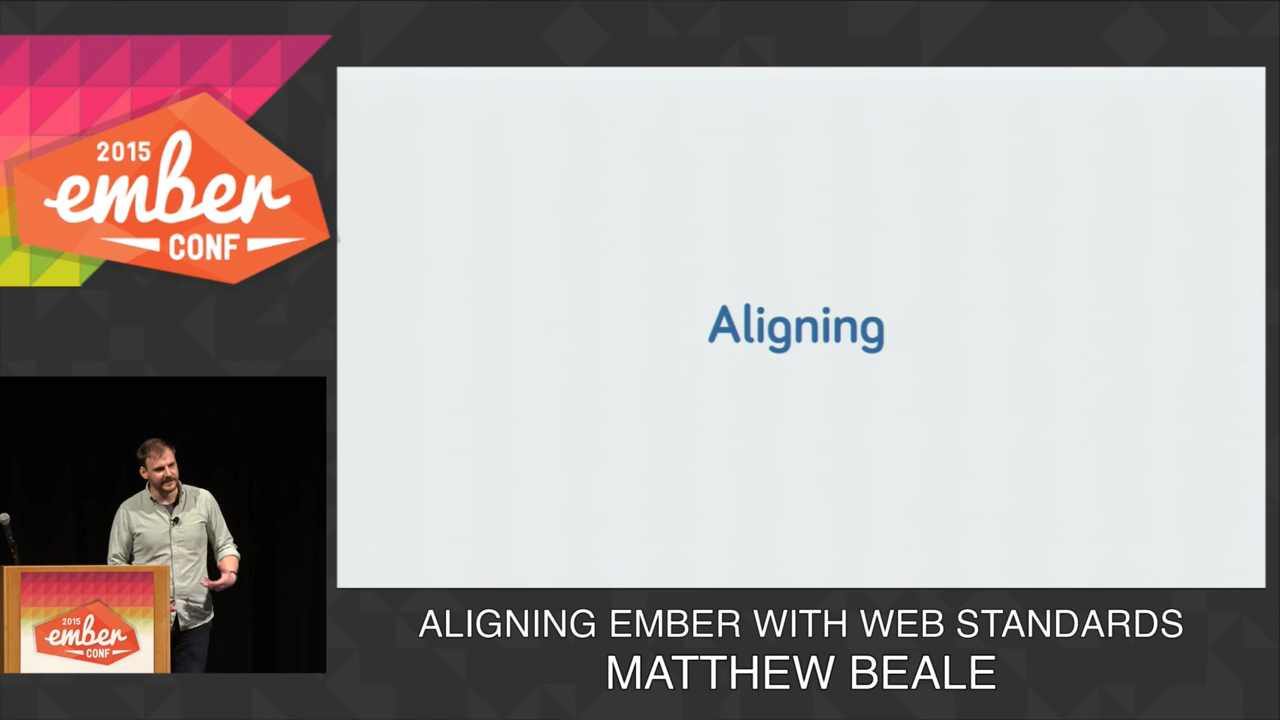 2015
ember
CONF
Aligning
2015
ember
CONF
ALIGNING EMBER WITH WEB STANDARDS
MATTHEW BEALE